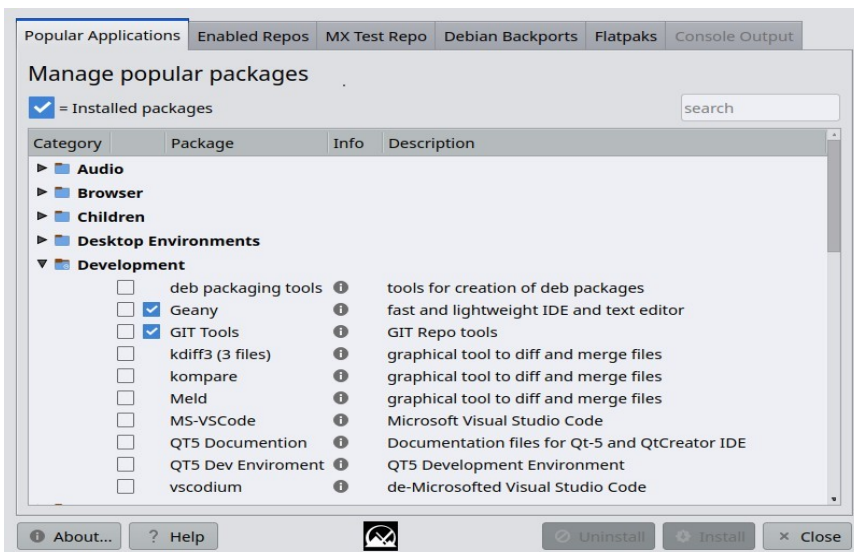 Popular Applications Enabled Repos MX Test Repo Debian Backports Flatpaks Console Output
Manage popular packages
= Installed packages search
Category Package Info Description
Audio
Browser
Children
Desktop Environments
Development
deb packaging tools tools for creation of deb packages
Geany fast and lightweight IDE and text editor
GIT Tools GIT Repo tools
kdiff3 (3 files) graphical tool to diff and merge files
kompare graphical tool to diff and merge files
Meld graphical tool to diff and merge files
MS-VSCode Microsoft Visual Studio Code
QT5 Documention Documentation files for Qt-5 and QtCreator IDE
QT5 Dev Enviroment QT5 Development Environment
vscodium de-Microsofted Visual Studio Code
About... ? Help Uninstall Install × Close